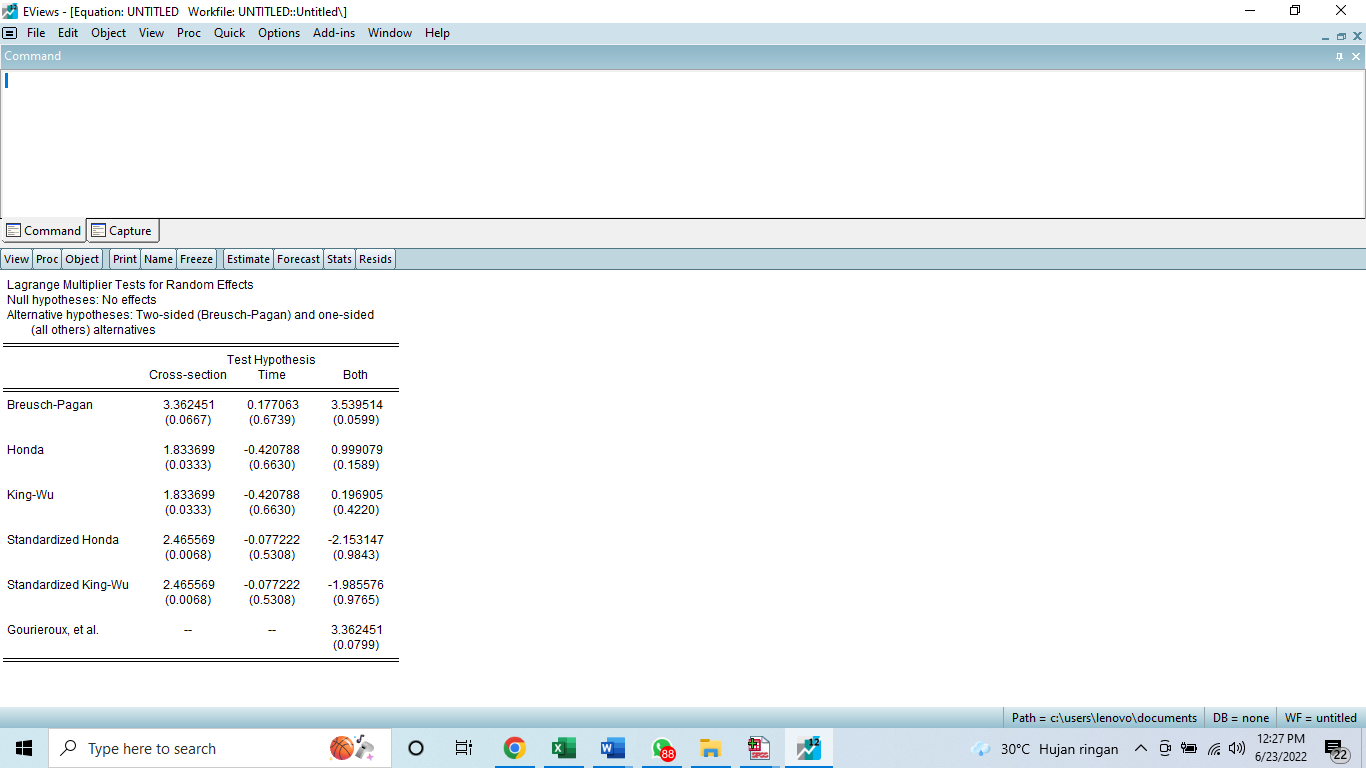 EViews - [Equation: UNTITLED   Workfile: UNTITLED::Untitled\]
File Edit Object View Proc Quick Options Add-ins Window Help
Command
Command Capture
View Proc Object Print Name Freeze Estimate Forecast Stats Resids
Lagrange Multiplier Tests for Random Effects
Null hypotheses: No effects
Alternative hypotheses: Two-sided (Breusch-Pagan) and one-sided
(all others) alternatives
Test Hypothesis
Cross-section Time Both
Breusch-Pagan 3.362451 0.177063 3.539514
(0.0667) (0.6739) (0.0599)
Honda 1.833699 -0.420788 0.999079
(0.0333) (0.6630) (0.1589)
King-Wu 1.833699 -0.420788 0.196905
(0.0333) (0.6630) (0.4220)
Standardized Honda 2.465569 -0.077222 -2.153147
(0.0068) (0.5308) (0.9843)
Standardized King-Wu 2.465569 -0.077222 -1.985576
(0.0068) (0.5308) (0.9765)
Gourieroux, et al. -- -- 3.362451
(0.0799)
Path = c:\users\lenovo\documents DB = none WF = untitled
Type here to search
88
12
30°C Hujan ringan
12:27 PM
6/23/2022
22